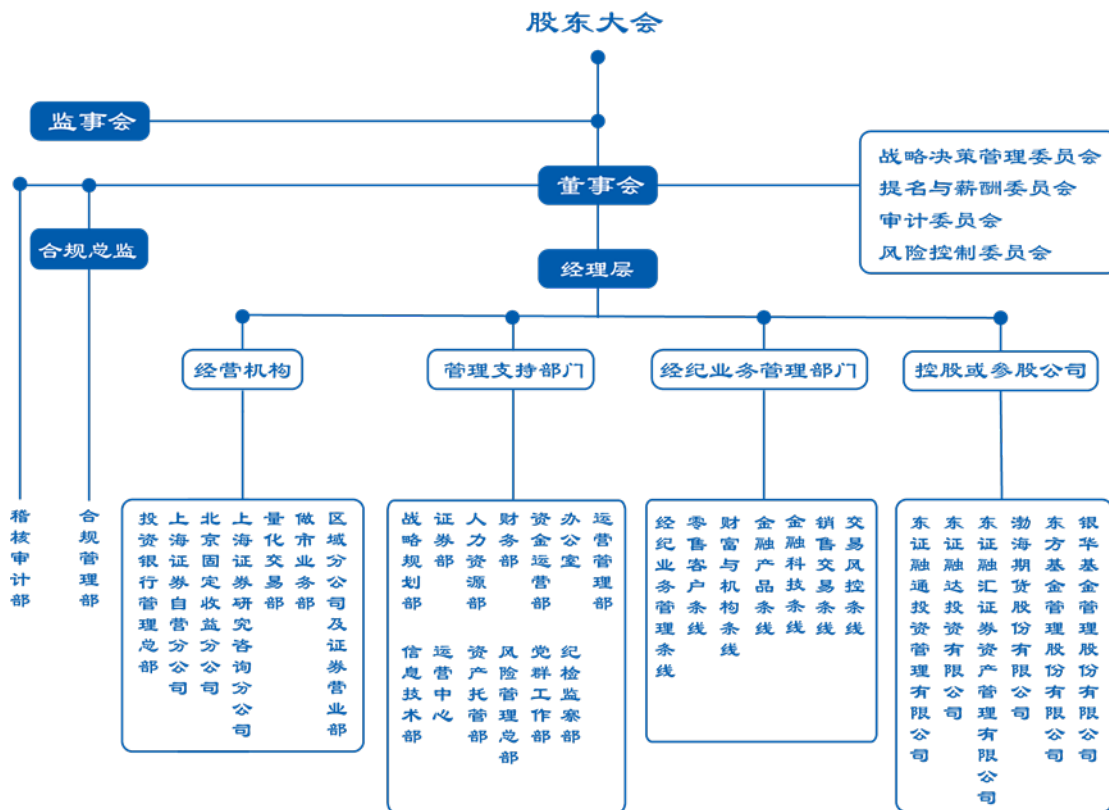 股东大会
监事会
董事会
战略决策管理委员会
提名与薪酬委员会
审计委员会
风险控制委员会
合规总监
经理层
经营机构
管理支持部门
经纪业务管理部门
控股或参股公司
稽核审计部
合规管理部
投资银行管理总部
上海证券自营分公司
北京固定收益分公司
上海证券研究咨询分公司
量化交易部
做市业务部
区域分公司及证券营业部
战略规划部
证券部
人力资源部
财务部
资金运营部
办公室
运营管理部
信息技术部
运营中心
资产托管部
风险管理总部
党群工作部
纪检监察部
经纪业务管理条线
零售客户条线
财富与机构条线
金融产品条线
金融科技条线
销售交易条线
交易风控条线
东证融通投资管理有限公司
东证融达投资有限公司
东证融汇证券资产管理有限公司
渤海期货股份有限公司
东方基金管理股份有限公司
银华基金管理股份有限公司